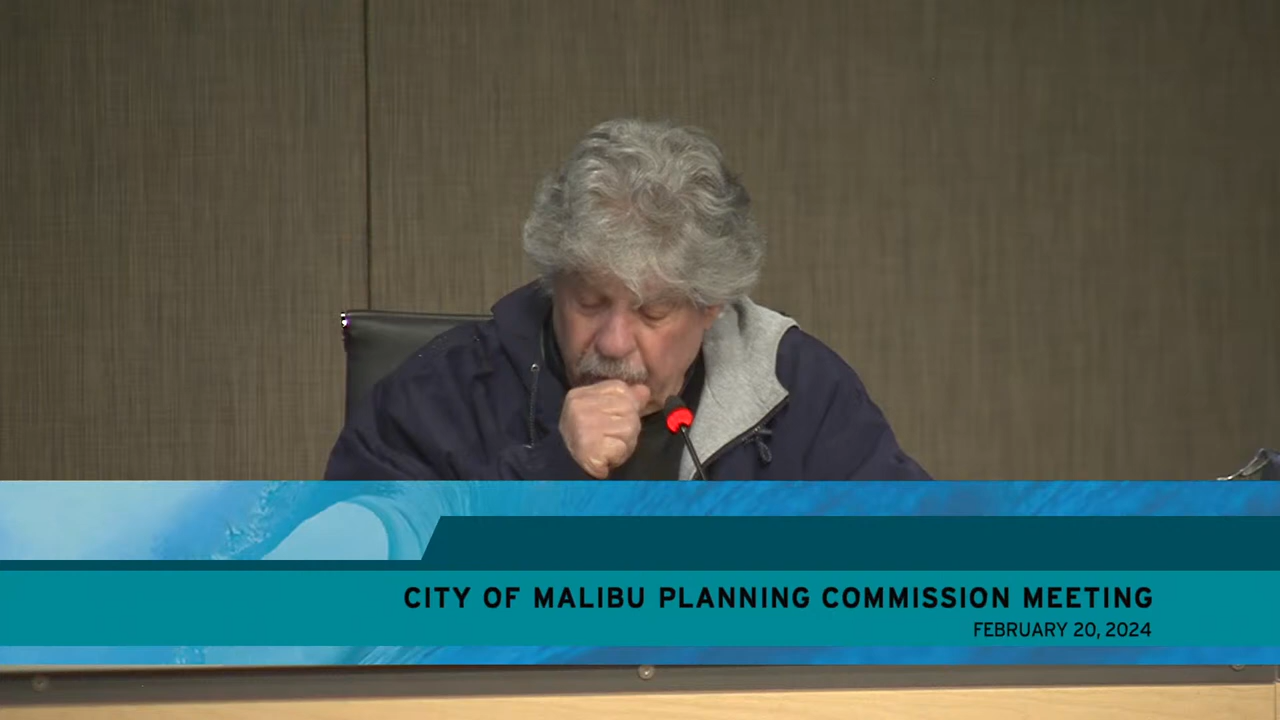 CITY OF MALIBU PLANNING COMMISSION MEETING
FEBRUARY 20, 2024